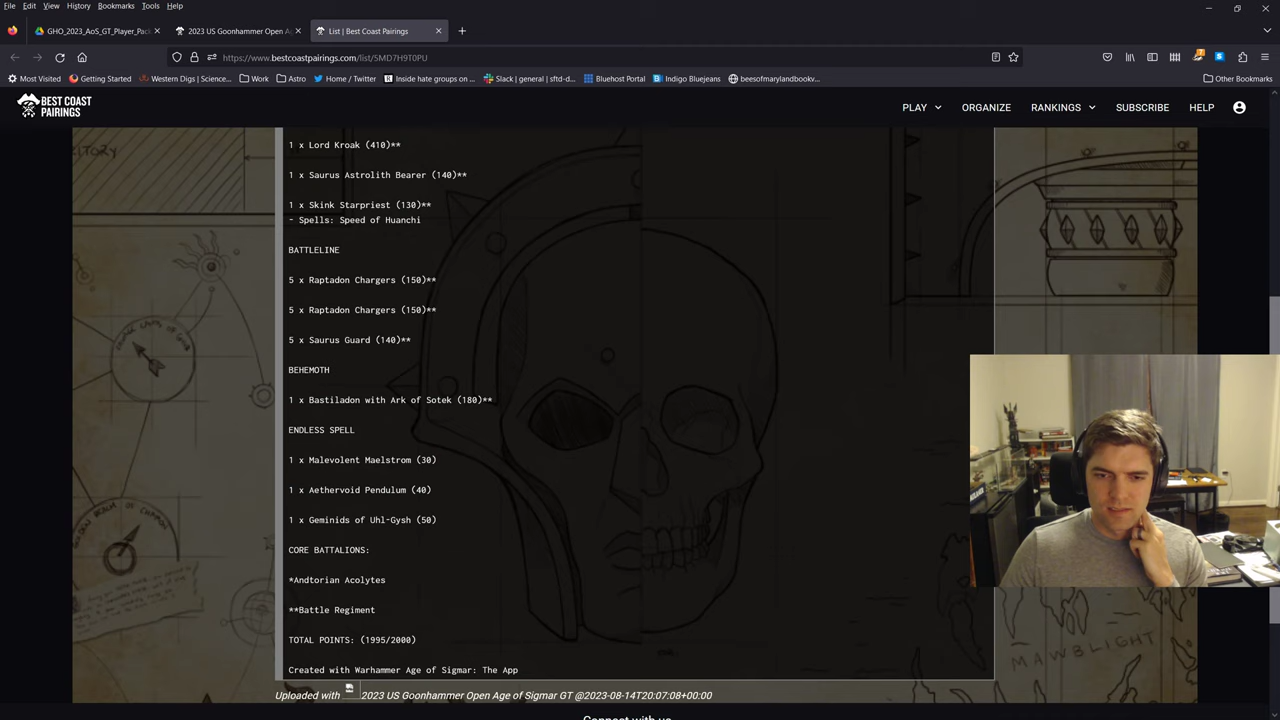 File Edit View History Bookmarks Tools Help
GHO_2023_AoS_GT_Player_Pack
2023 US Goonhammer Open Ag
List | Best Coast Pairings
https://www.bestcoastpairings.com/list/5MD7H9T0PU
Most Visited Getting Started Western Digs | Science... Work Astro Home / Twitter Inside hate groups on ... Slack | general | sftd-d... Bluehost Portal Indigo Bluejeans beesofmarylandbookv... Other Bookmarks
BEST COAST
PAIRINGS
PLAY ORGANIZE RANKINGS SUBSCRIBE HELP
1 x Lord Kroak (410)**
1 x Saurus Astrolith Bearer (140)**
1 x Skink Starpriest (130)**
- Spells: Speed of Huanchi
BATTLELINE
5 x Raptadon Chargers (150)**
5 x Raptadon Chargers (150)**
5 x Saurus Guard (140)**
BEHEMOTH
1 x Bastiladon with Ark of Sotek (180)**
ENDLESS SPELL
1 x Malevolent Maelstrom (30)
1 x Aethervoid Pendulum (40)
1 x Geminids of Uhl-Gysh (50)
CORE BATTALIONS:
*Andtorian Acolytes
**Battle Regiment
TOTAL POINTS: (1995/2000)
Created with Warhammer Age of Sigmar: The App
MAWBLIGHT
Uploaded with 2023 US Goonhammer Open Age of Sigmar GT @2023-08-14T20:07:08+00:00
Connect with us